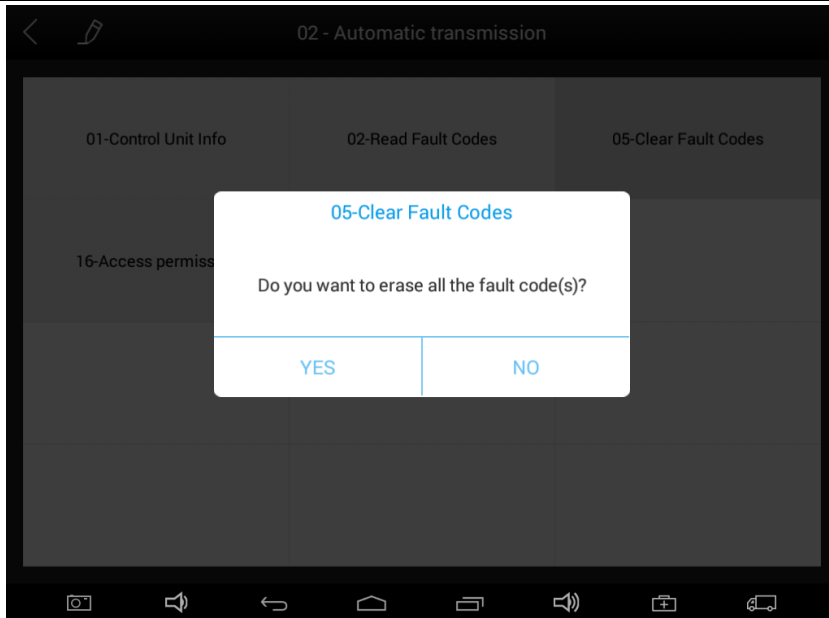 02 - Automatic transmission
01-Control Unit Info
02-Read Fault Codes
05-Clear Fault Codes
05-Clear Fault Codes
16-Access permiss
Do you want to erase all the fault code(s)?
YES
NO